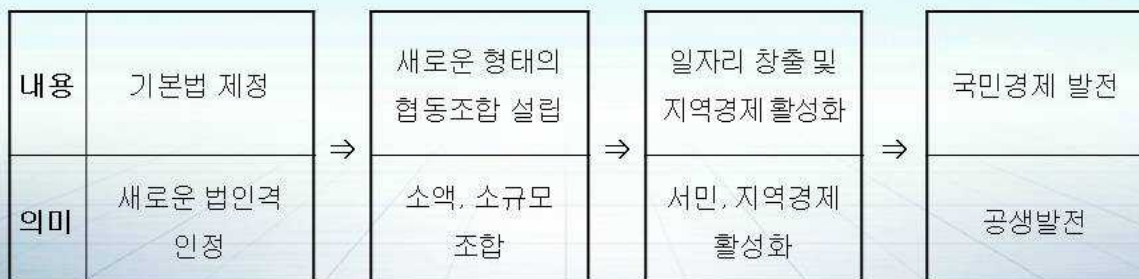 내용
기본법 제정
⇒
새로운 형태의
협동조합 설립
⇒
일자리 창출 및
지역경제 활성화
⇒
국민경제 발전
의미
새로운 법인격
인정
소액, 소규모
조합
서민, 지역경제
활성화
공생발전